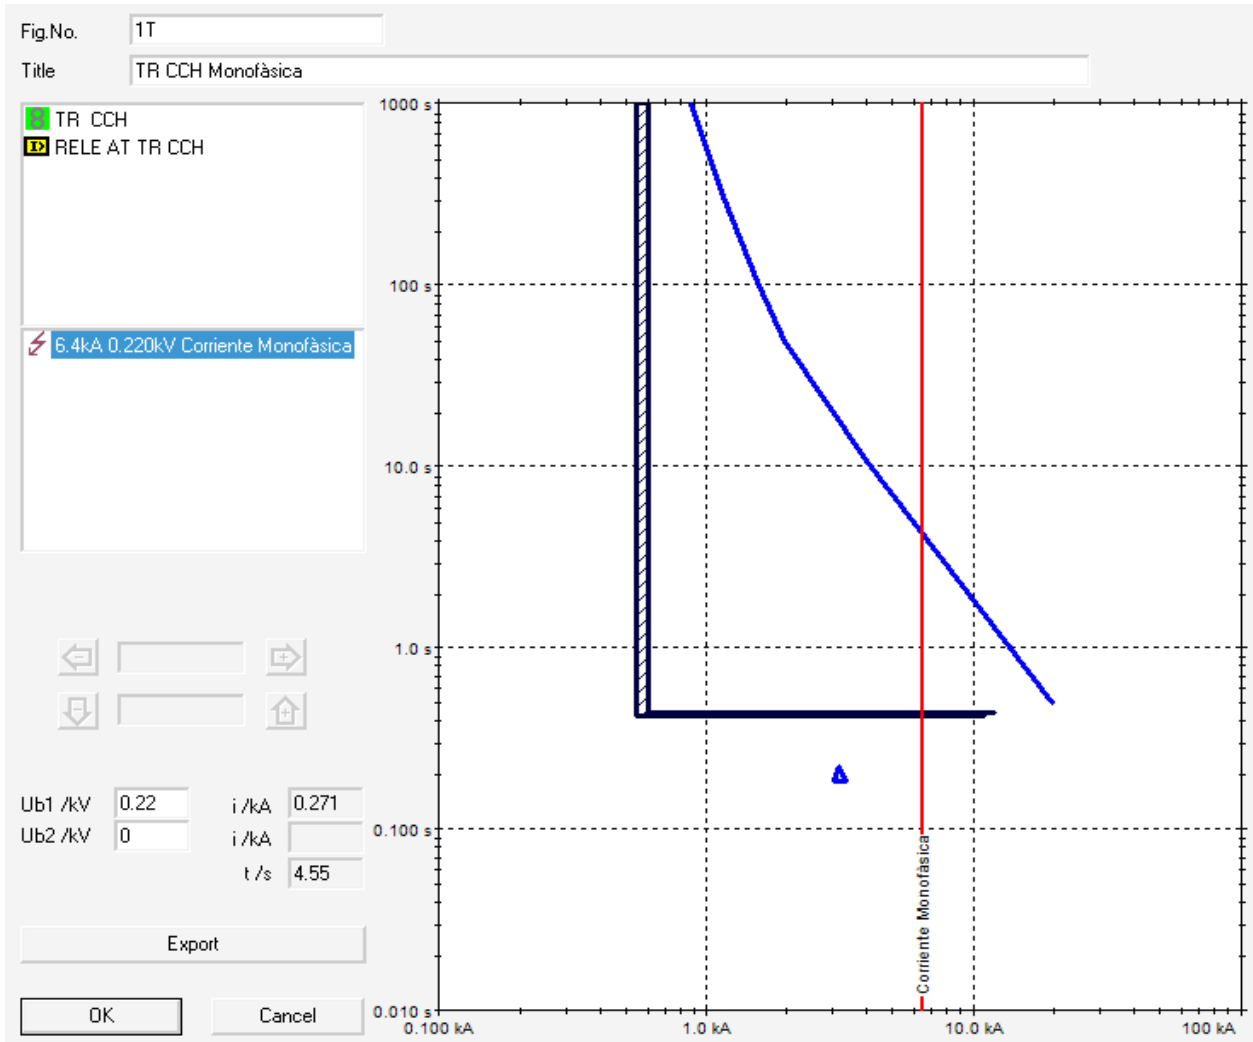 Fig.No.
1T
Title
TR CCH Monofàsica
TR CCH
RELE AT TR CCH
6.4kA 0.220kV Corriente Monofàsica
Ub1 /kV
0.22
i /kA
0.271
Ub2 /kV
0
i /kA
t /s
4.55
Export
OK
Cancel
1000 s
100 s
10.0 s
1.0 s
0.100 s
0.010 s
Corriente Monofàsica
0.100 kA
1.0 kA
10.0 kA
100 kA